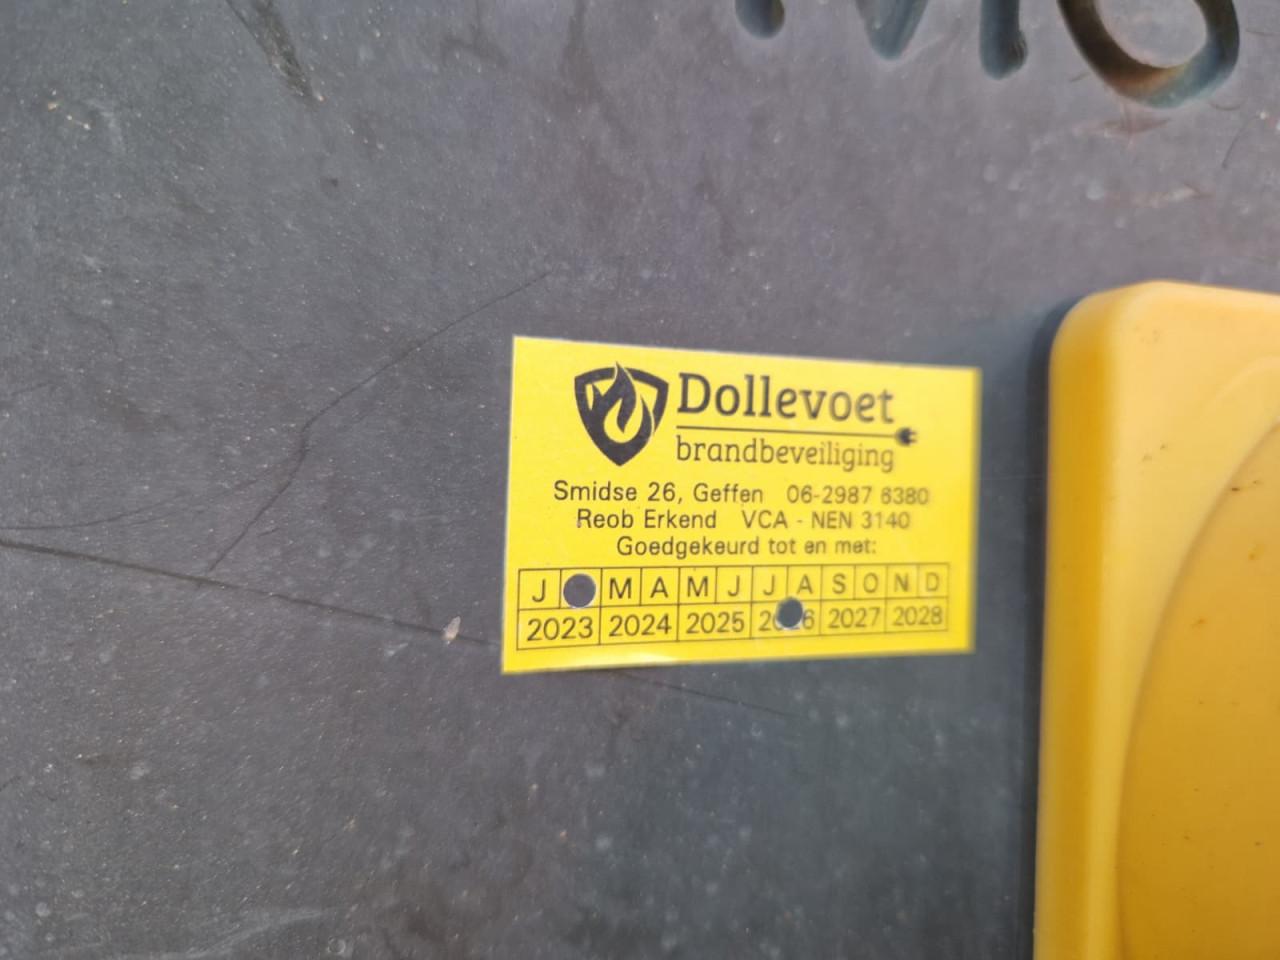 Dollevoet
brandbeveiliging
Smidse 26, Geffen 06-2987 6380
Reob Erkend VCA - NEN 3140
Goedgekeurd tot en met:
J M A M J J A S O N D
2023 2024 2025 2026 2027 2028